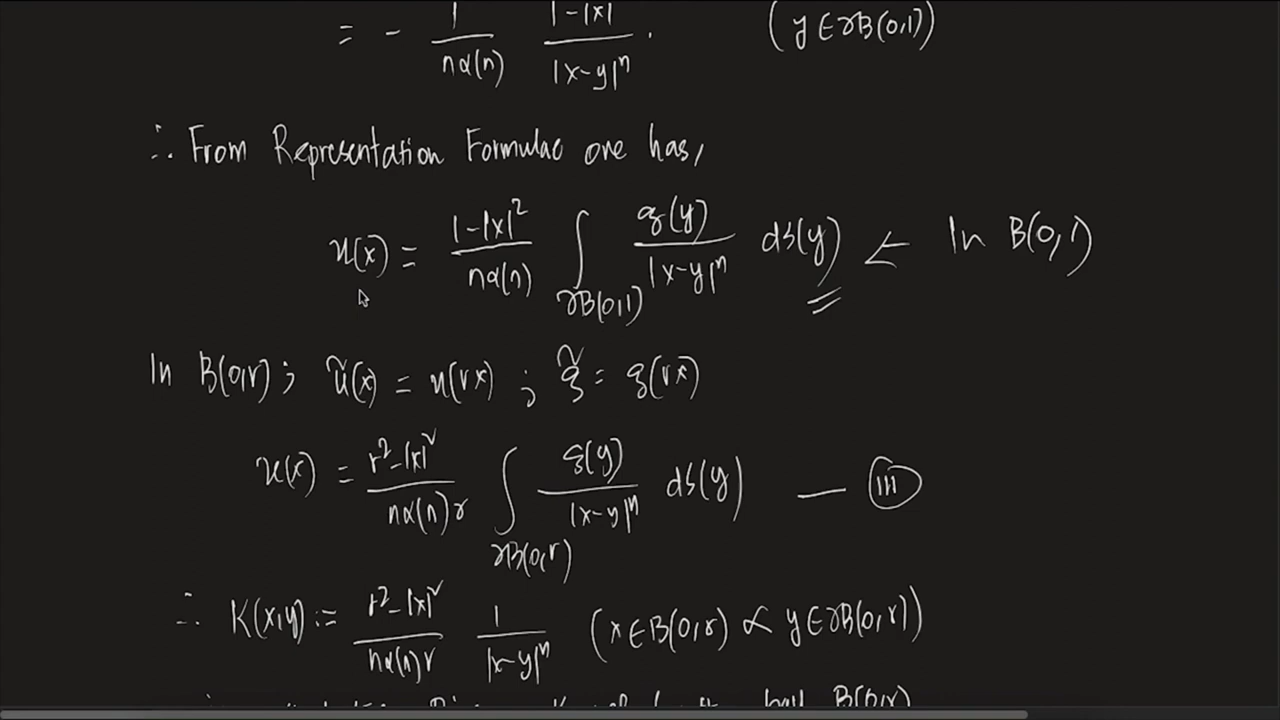 = - 1/(nα(n)) (1-|x|)/|x-y|ⁿ. (y∈∂B(0,1))
∴ From Representation Formulae one has,
u(x) = (1-|x|²)/(nα(n)) ∫_{∂B(0,1)} g(y)/|x-y|ⁿ ds(y) ← In B(0,1)
In B(0,r); ũ(x) = u(rx) ; g̃ = g(rx)
u(x) = (r²-|x|²)/(nα(n)r) ∫_{∂B(0,r)} g(y)/|x-y|ⁿ ds(y) — (III)
∴ K(x,y) := (r²-|x|²)/(nα(n)r) 1/|x-y|ⁿ (x∈B(0,r) & y∈∂B(0,r))
B(0,r)